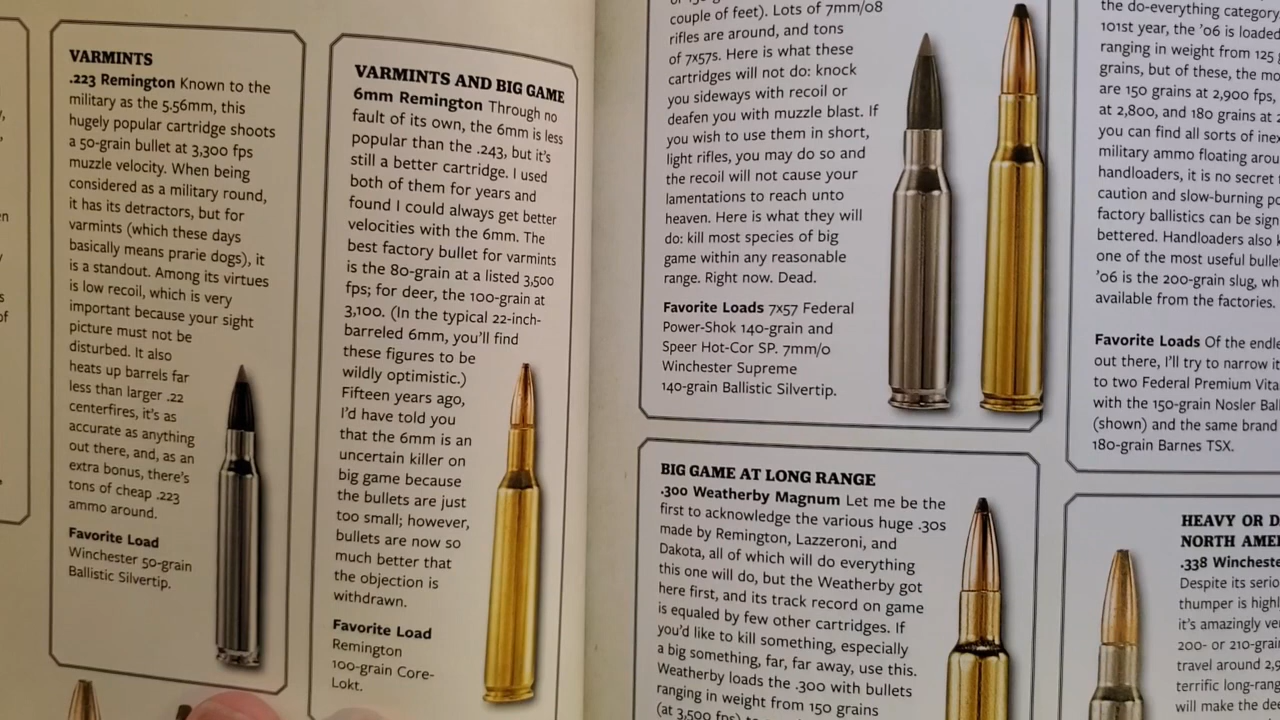 VARMINTS
.223 Remington Known to the
military as the 5.56mm, this
hugely popular cartridge shoots
a 50-grain bullet at 3,300 fps
muzzle velocity. When being
considered as a military round,
it has its detractors, but for
varmints (which these days
basically means prarie dogs), it
is a standout. Among its virtues
is low recoil, which is very
important because your sight
picture must not be
disturbed. It also
heats up barrels far
less than larger .22
centerfires, it's as
accurate as anything
out there, and, as an
extra bonus, there's
tons of cheap .223
ammo around.
Favorite Load
Winchester 50-grain
Ballistic Silvertip.
VARMINTS AND BIG GAME
6mm Remington Through no
fault of its own, the 6mm is less
popular than the .243, but it's
still a better cartridge. I used
both of them for years and
found I could always get better
velocities with the 6mm. The
best factory bullet for varmints
is the 80-grain at a listed 3,500
fps; for deer, the 100-grain at
3,100. (In the typical 22-inch-
barreled 6mm, you'll find
these figures to be
wildly optimistic.)
Fifteen years ago,
I'd have told you
that the 6mm is an
uncertain killer on
big game because
the bullets are just
too small; however,
bullets are now so
much better that
the objection is
withdrawn.
Favorite Load
Remington
100-grain Core-
Lokt.
couple of feet). Lots of 7mm/08
rifles are around, and tons
of 7x57s. Here is what these
cartridges will not do: knock
you sideways with recoil or
deafen you with muzzle blast. If
you wish to use them in short,
light rifles, you may do so and
the recoil will not cause your
lamentations to reach unto
heaven. Here is what they will
do: kill most species of big
game within any reasonable
range. Right now. Dead.
Favorite Loads 7x57 Federal
Power-Shok 140-grain and
Speer Hot-Cor SP. 7mm/0
Winchester Supreme
140-grain Ballistic Silvertip.
BIG GAME AT LONG RANGE
.300 Weatherby Magnum Let me be the
first to acknowledge the various huge .30s
made by Remington, Lazzeroni, and
Dakota, all of which will do everything
this one will do, but the Weatherby got
here first, and its track record on game
is equaled by few other cartridges. If
you'd like to kill something, especially
a big something, far, far away, use this.
Weatherby loads the .300 with bullets
ranging in weight from 150 grains
(at 3,500 fps) to
the do-everything category
101st year, the '06 is loaded
ranging in weight from 125
grains, but of these, the mo
are 150 grains at 2,900 fps,
at 2,800, and 180 grains at 2
you can find all sorts of inex
military ammo floating arou
handloaders, it is no secret
caution and slow-burning po
factory ballistics can be sign
bettered. Handloaders also
one of the most useful bulle
'06 is the 200-grain slug, wh
available from the factories.
Favorite Loads Of the endle
out there, I'll try to narrow it
to two Federal Premium Vita
with the 150-grain Nosler Ball
(shown) and the same brand
180-grain Barnes TSX.
HEAVY OR D
NORTH AME
.338 Wincheste
Despite its serio
thumper is highl
it's amazingly ve
200- or 210-grai
travel around 2,9
terrific long-rang
will make the dee